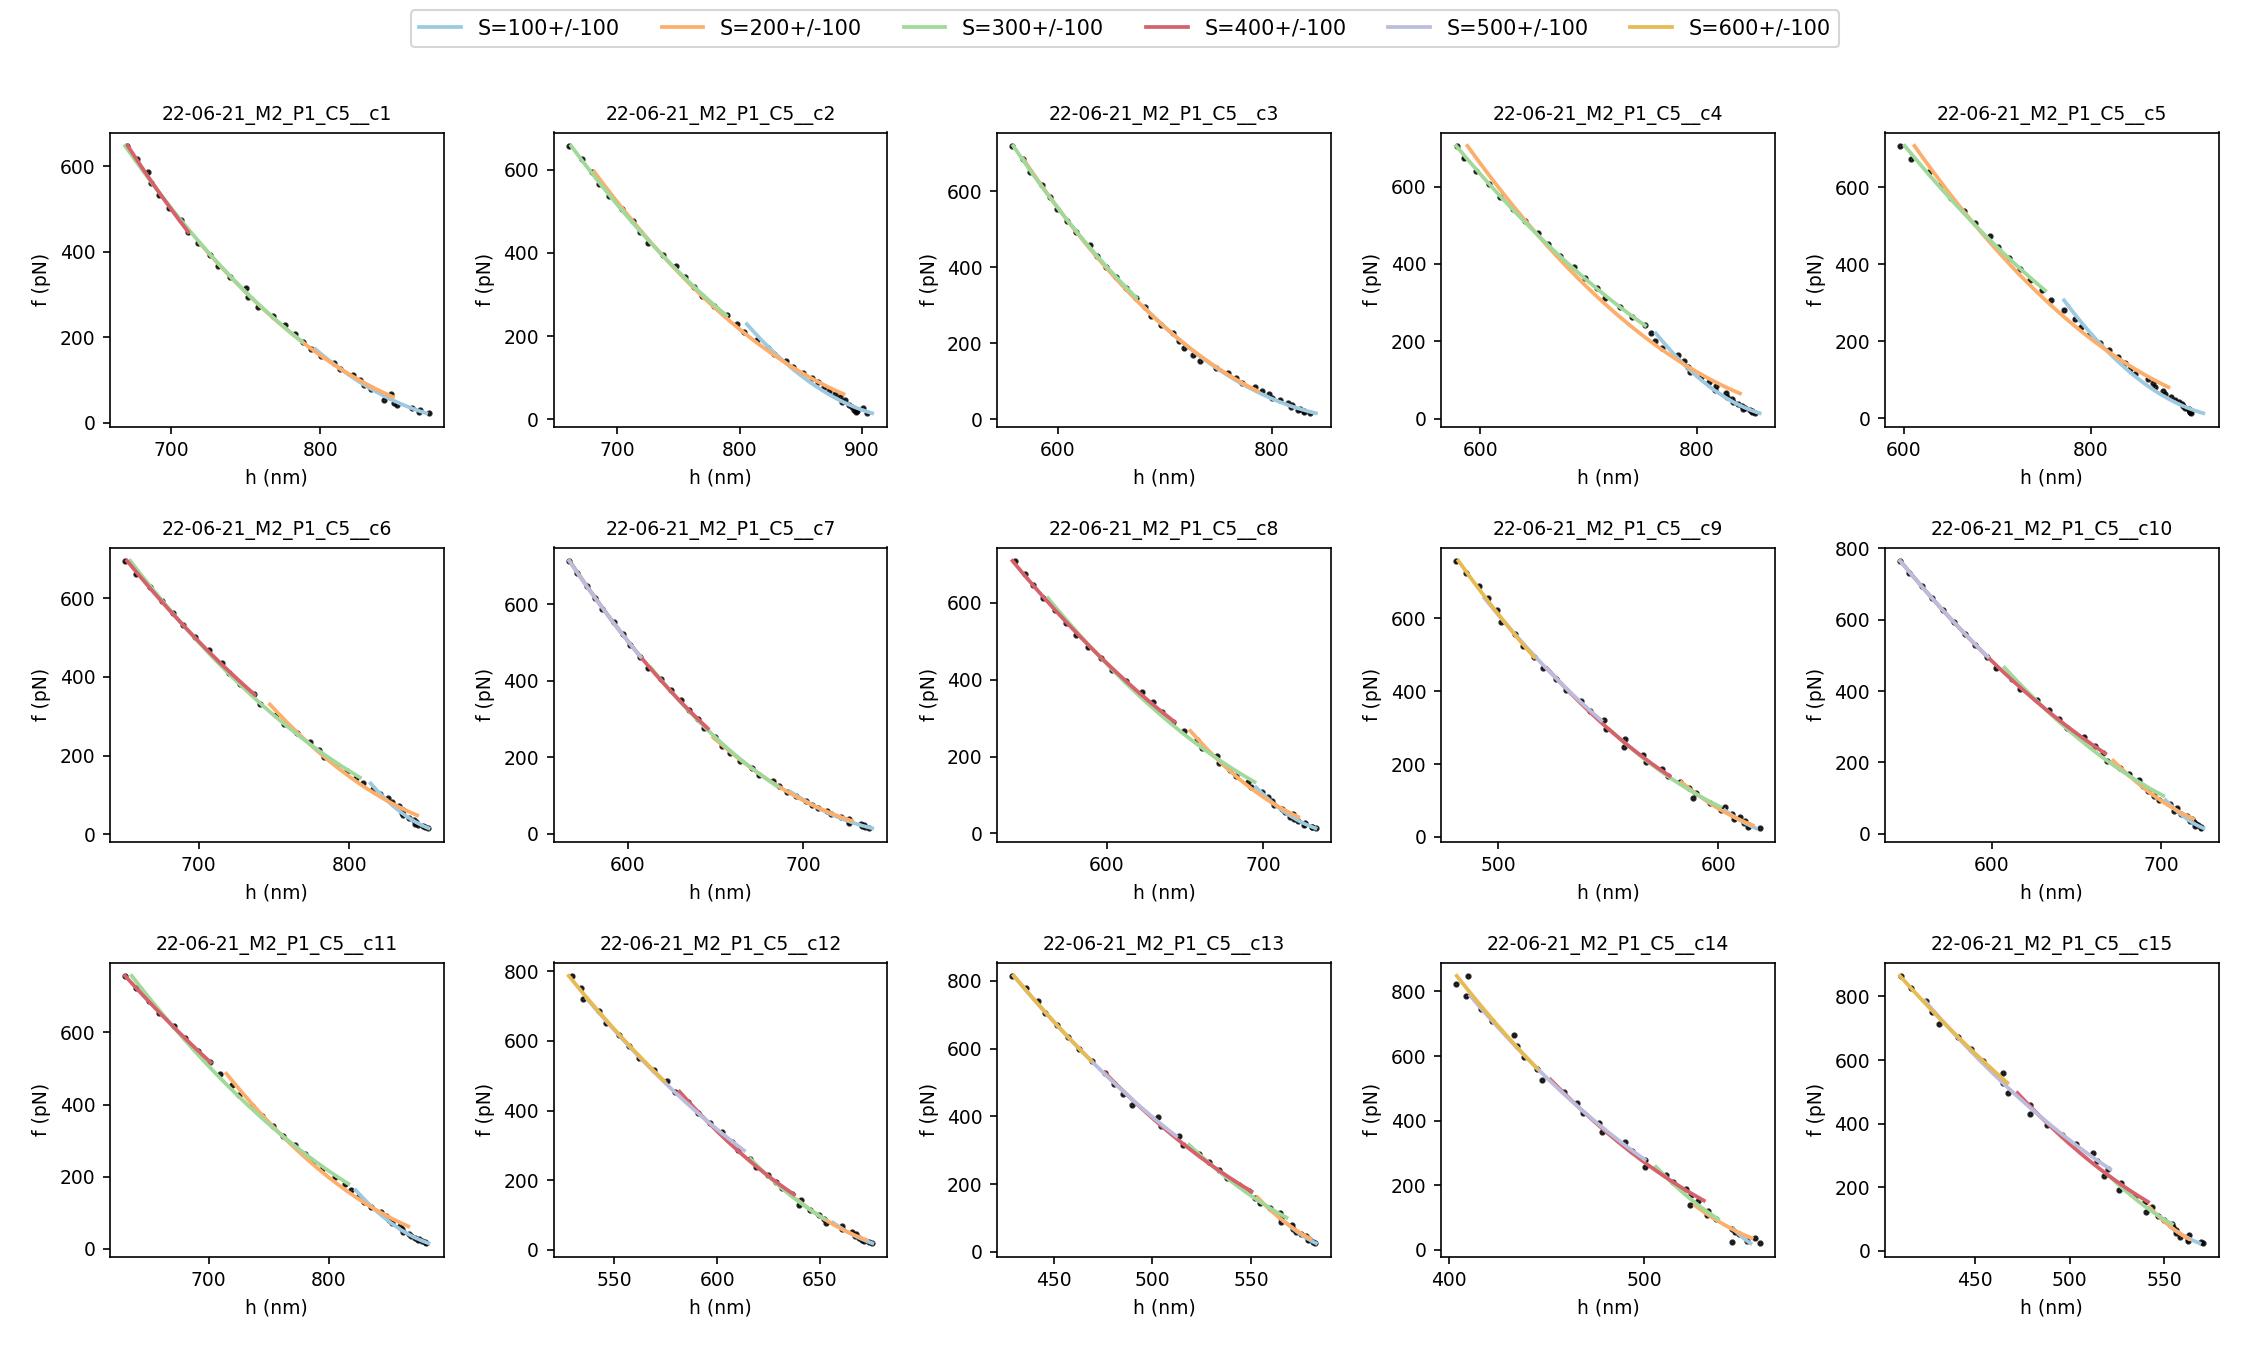 S=100+/-100 S=200+/-100 S=300+/-100 S=400+/-100 S=500+/-100 S=600+/-100
22-06-21_M2_P1_C5__c1
600
400
200
0
700 800
f (pN)
h (nm)
22-06-21_M2_P1_C5__c2
600
400
200
0
700 800 900
f (pN)
h (nm)
22-06-21_M2_P1_C5__c3
600
400
200
0
600 800
f (pN)
h (nm)
22-06-21_M2_P1_C5__c4
600
400
200
0
600 800
f (pN)
h (nm)
22-06-21_M2_P1_C5__c5
600
400
200
0
600 800
f (pN)
h (nm)
22-06-21_M2_P1_C5__c6
600
400
200
0
700 800
f (pN)
h (nm)
22-06-21_M2_P1_C5__c7
600
400
200
0
600 700
f (pN)
h (nm)
22-06-21_M2_P1_C5__c8
600
400
200
0
600 700
f (pN)
h (nm)
22-06-21_M2_P1_C5__c9
600
400
200
0
500 600
f (pN)
h (nm)
22-06-21_M2_P1_C5__c10
800
600
400
200
0
600 700
f (pN)
h (nm)
22-06-21_M2_P1_C5__c11
600
400
200
0
700 800
f (pN)
h (nm)
22-06-21_M2_P1_C5__c12
800
600
400
200
0
550 600 650
f (pN)
h (nm)
22-06-21_M2_P1_C5__c13
800
600
400
200
0
450 500 550
f (pN)
h (nm)
22-06-21_M2_P1_C5__c14
800
600
400
200
0
400 500
f (pN)
h (nm)
22-06-21_M2_P1_C5__c15
800
600
400
200
0
450 500 550
f (pN)
h (nm)